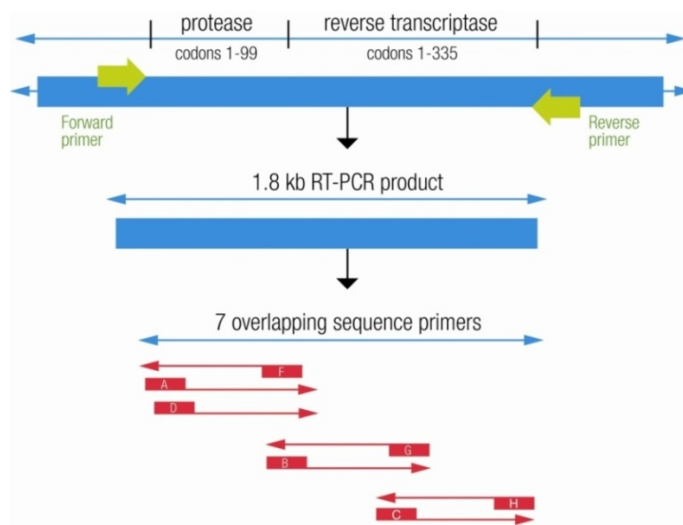 protease reverse transcriptase
codons 1-99 codons 1-335
Forward primer
Reverse primer
1.8 kb RT-PCR product
7 overlapping sequence primers
F
A
D
G
B
H
C